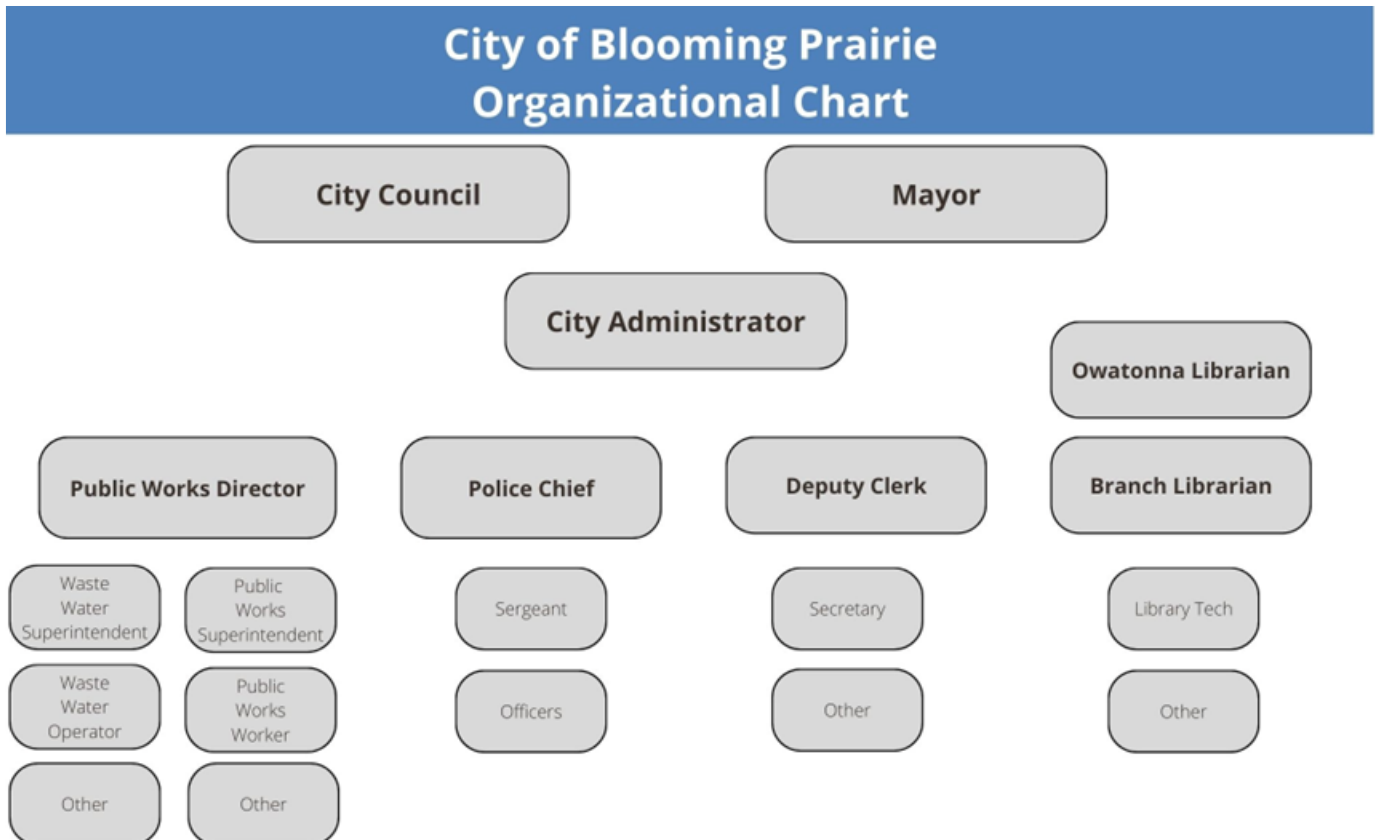 City of Blooming Prairie
Organizational Chart
City Council
Mayor
City Administrator
Owatonna Librarian
Public Works Director
Police Chief
Deputy Clerk
Branch Librarian
Waste
Water
Superintendent
Public
Works
Superintendent
Sergeant
Secretary
Library Tech
Waste
Water
Operator
Public
Works
Worker
Officers
Other
Other
Other
Other